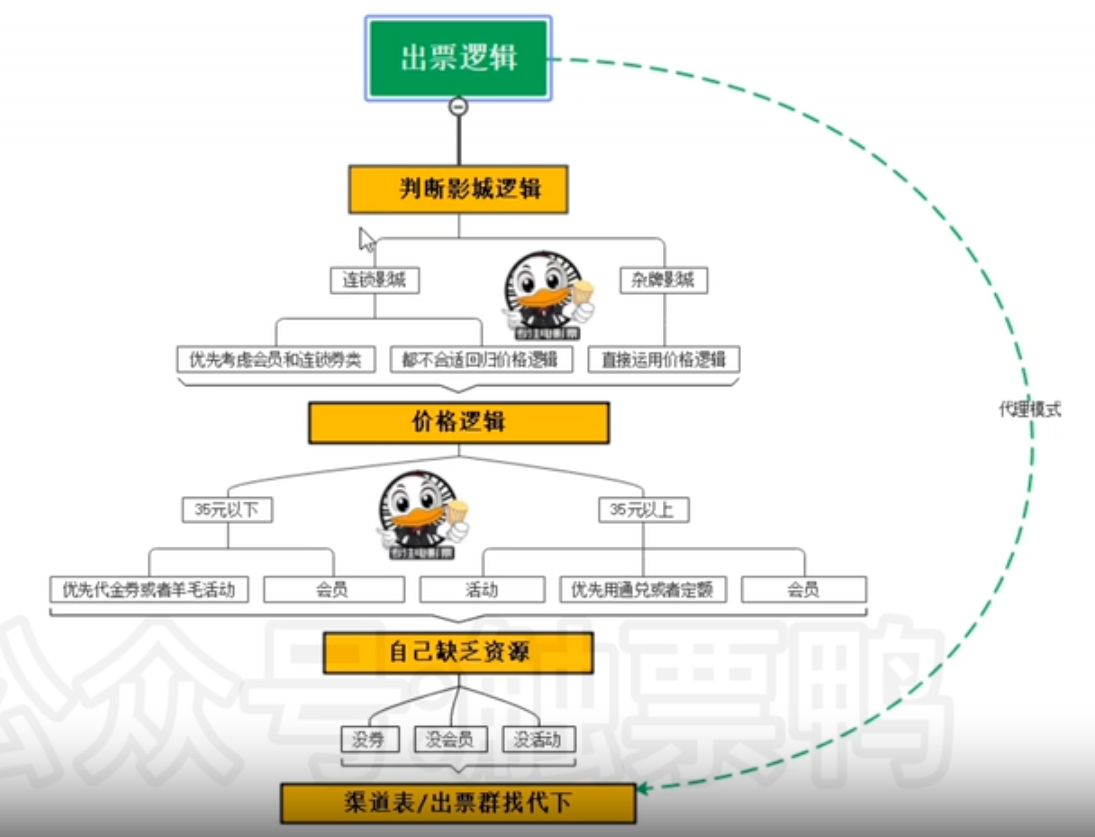 出票逻辑
判断影城逻辑
连锁影城
杂牌影城
优先考虑会员和连锁券类
都不合适回归价格逻辑
直接运用价格逻辑
价格逻辑
代理模式
35元以下
35元以上
优先代金券或者羊毛活动
会员
活动
优先用通兑或者定额
会员
自己缺乏资源
没券
没会员
没活动
渠道表/出票群找代下
公众号:触票鸭